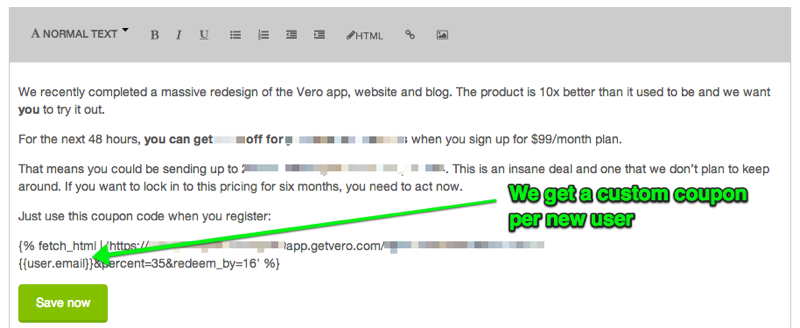 A NORMAL TEXT B I U HTML
We recently completed a massive redesign of the Vero app, website and blog. The product is 10x better than it used to be and we want
you to try it out.
For the next 48 hours, you can get off for when you sign up for $99/month plan.
That means you could be sending up to . This is an insane deal and one that we don't plan to keep
around. If you want to lock in to this pricing for six months, you need to act now.
We get a custom coupon
per new user
Just use this coupon code when you register:
{% fetch_html | 'https:// app.getvero.com/
{{user.email}}&percent=35&redeem_by=16' %}
Save now